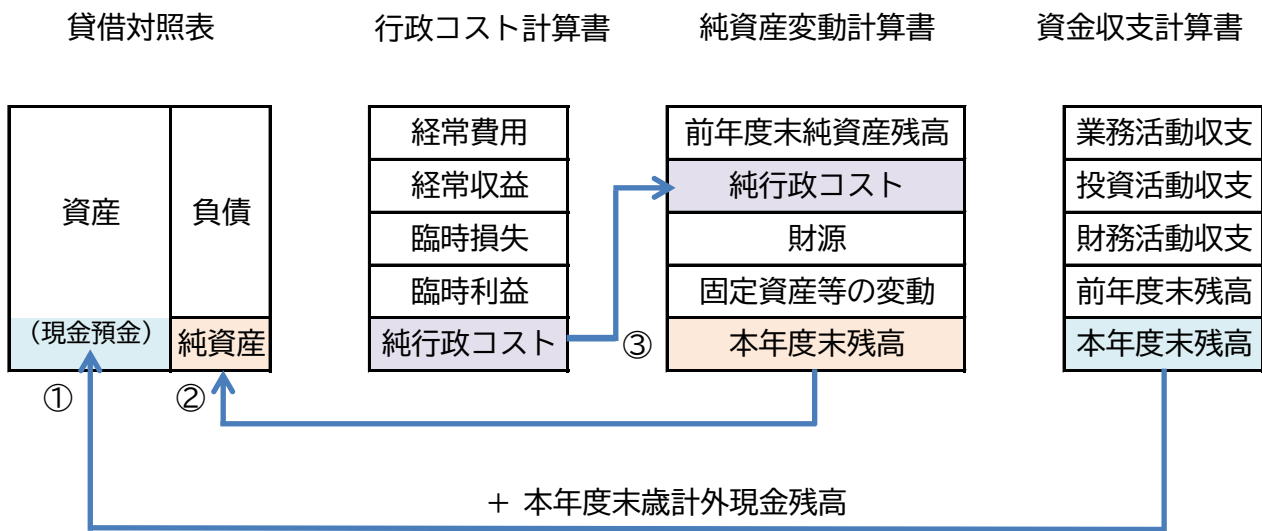 貸借対照表
行政コスト計算書
純資産変動計算書
資金収支計算書
資産
負債
(現金預金)
純資産
経常費用
経常収益
臨時損失
臨時利益
純行政コスト
前年度末純資産残高
純行政コスト
財源
固定資産等の変動
本年度末残高
業務活動収支
投資活動収支
財務活動収支
前年度末残高
本年度末残高
①
②
③
＋ 本年度末歳計外現金残高